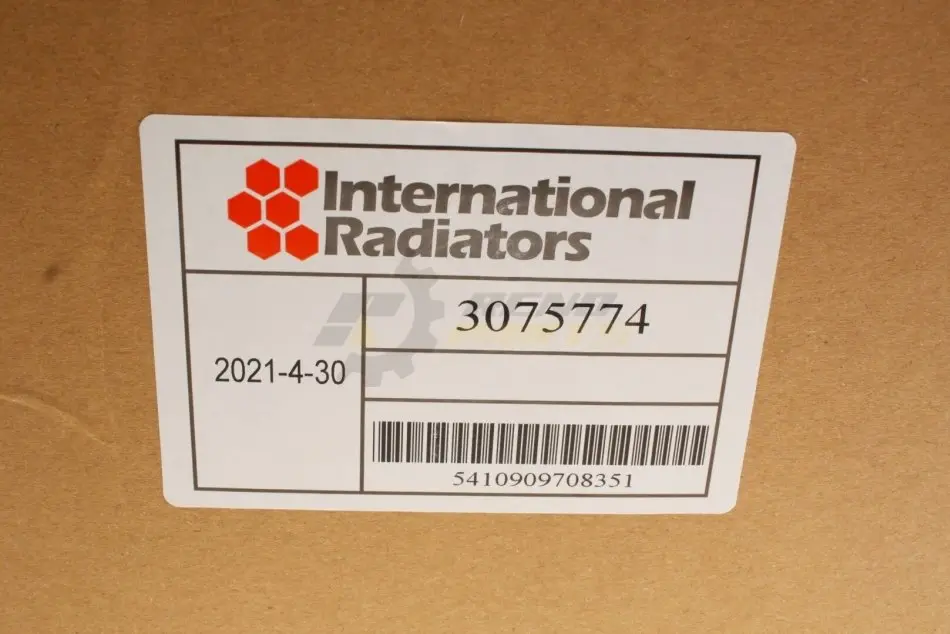 International
Radiators
3075774
2021-4-30
5410909708351